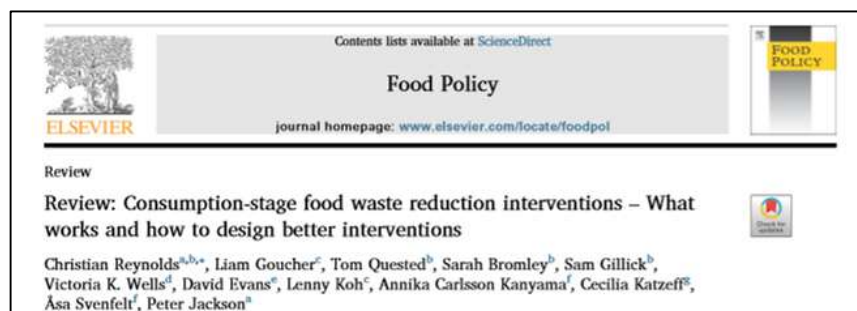 Contents lists available at ScienceDirect
FOOD
POLICY
Food Policy
ELSEVIER
journal homepage: www.elsevier.com/locate/foodpol
Review
Review: Consumption-stage food waste reduction interventions – What
works and how to design better interventions
Check for
updates
Christian Reynolds a,b,*, Liam Goucher c, Tom Quested b, Sarah Bromley b, Sam Gillick b,
Victoria K. Wells d, David Evans e, Lenny Koh c, Annika Carlsson Kanyama f, Cecilia Katzeff g,
Åsa Svenfelt f, Peter Jackson a